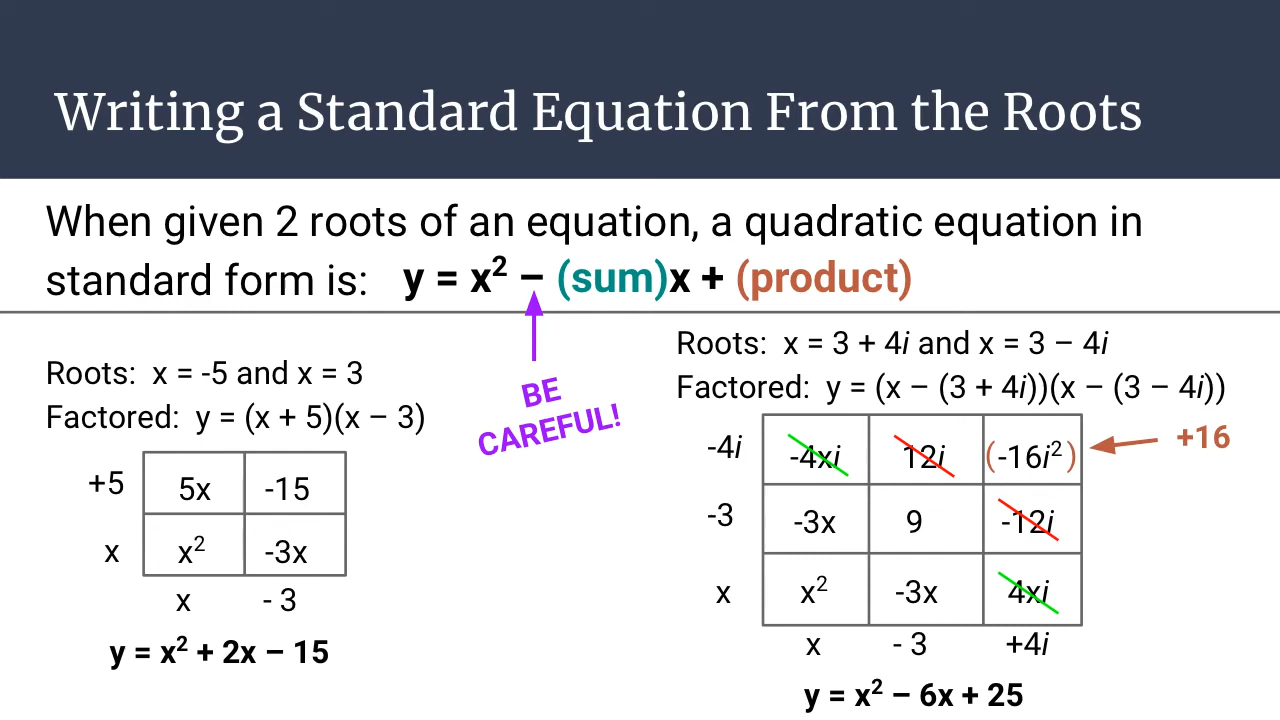 Writing a Standard Equation From the Roots
When given 2 roots of an equation, a quadratic equation in
standard form is: y = x² – (sum)x + (product)
BE
CAREFUL!
Roots: x = -5 and x = 3
Factored: y = (x + 5)(x – 3)
+5 5x -15
x x² -3x
x - 3
y = x² + 2x – 15
Roots: x = 3 + 4i and x = 3 – 4i
Factored: y = (x – (3 + 4i))(x – (3 – 4i))
-4i -4xi 12i (-16i²) +16
-3 -3x 9 -12i
x x² -3x 4xi
x - 3 +4i
y = x² – 6x + 25